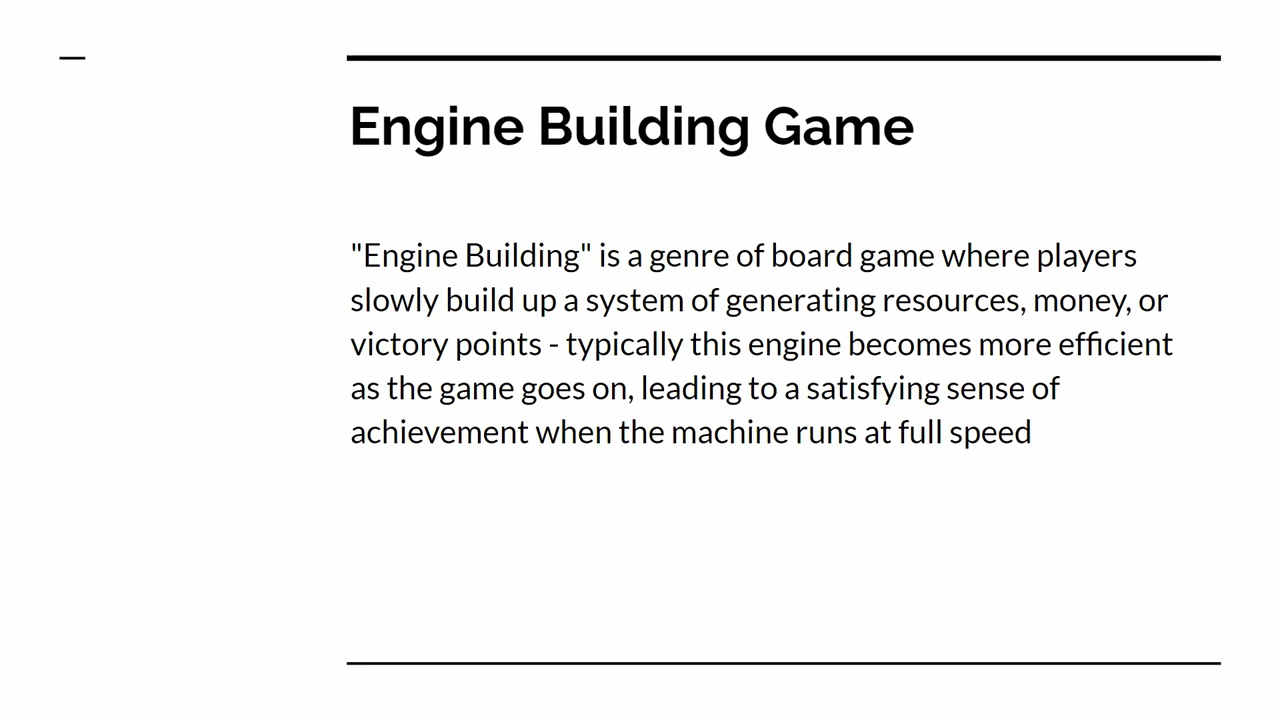 Engine Building Game
"Engine Building" is a genre of board game where players
slowly build up a system of generating resources, money, or
victory points - typically this engine becomes more efficient
as the game goes on, leading to a satisfying sense of
achievement when the machine runs at full speed